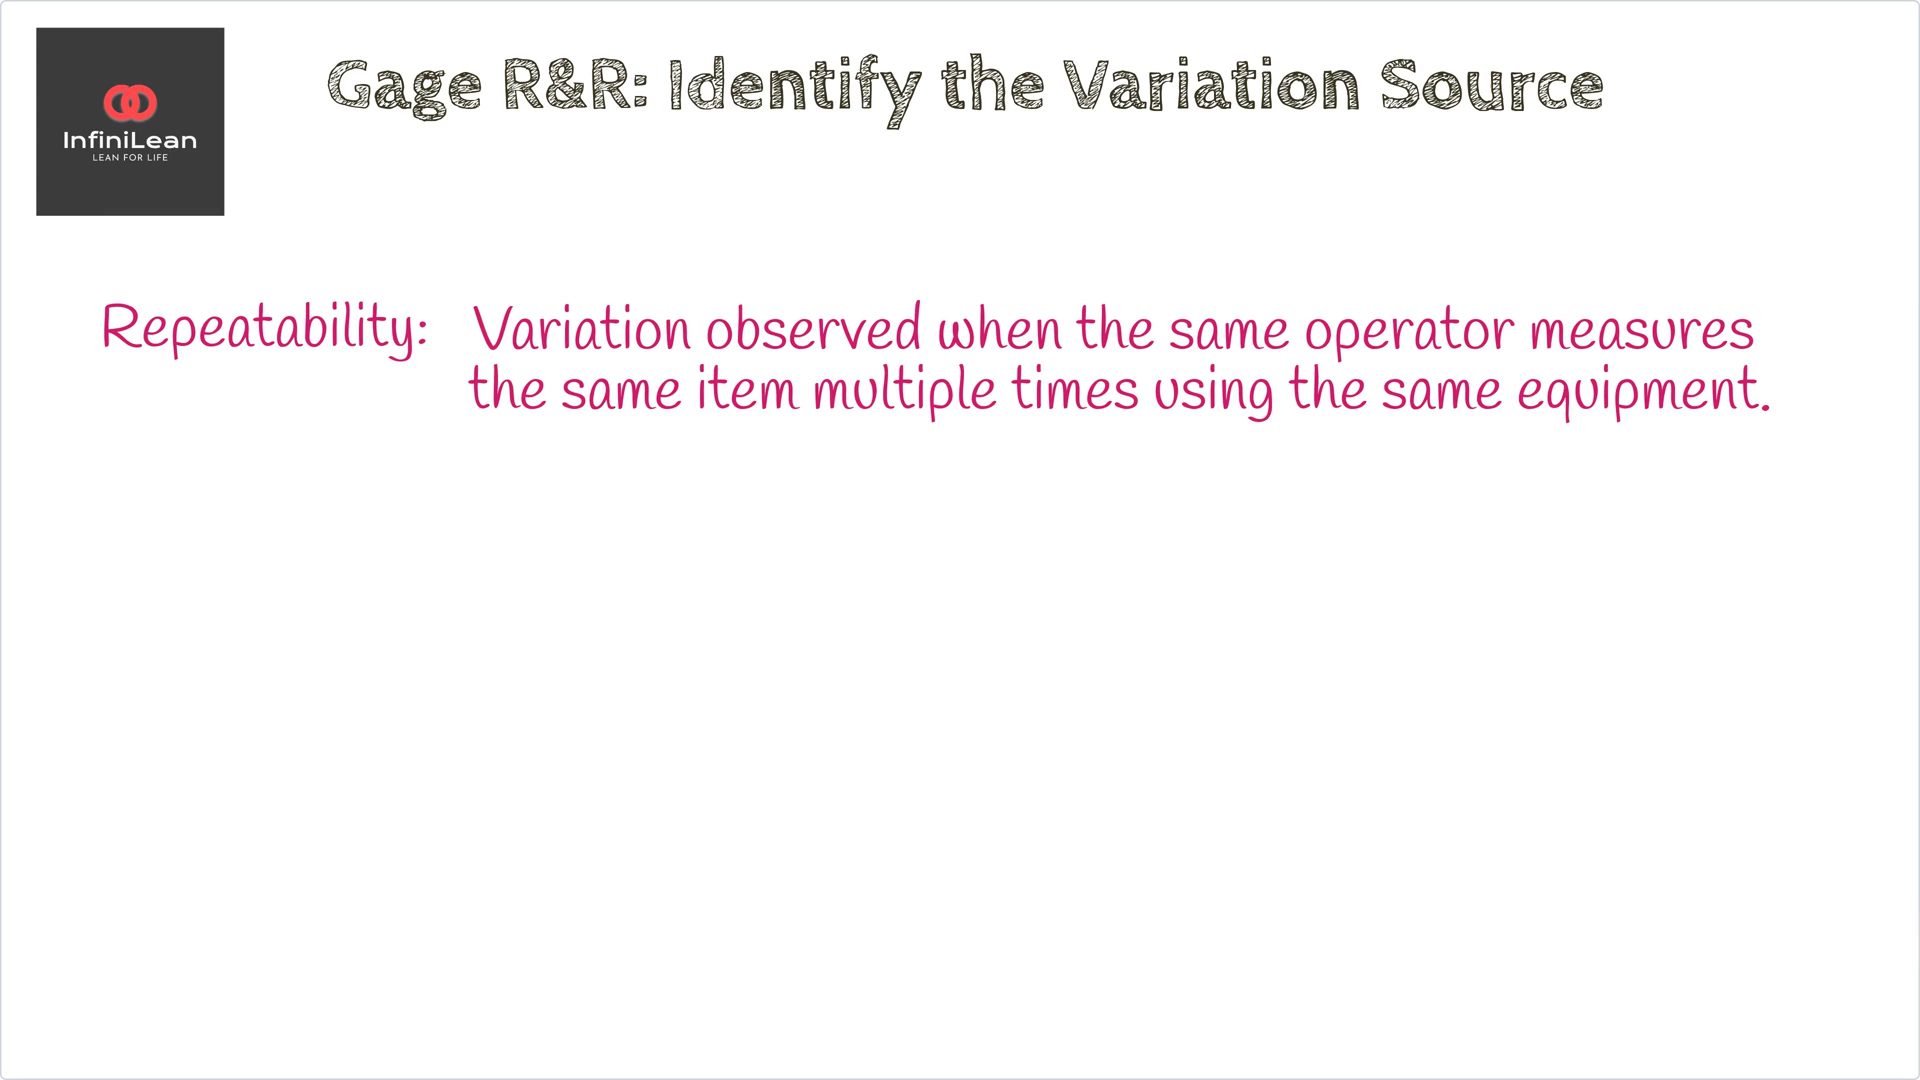 InfiniLean
LEAN FOR LIFE
Gage R&R: Identify the Variation Source
Repeatability: Variation observed when the same operator measures
the same item multiple times using the same equipment.